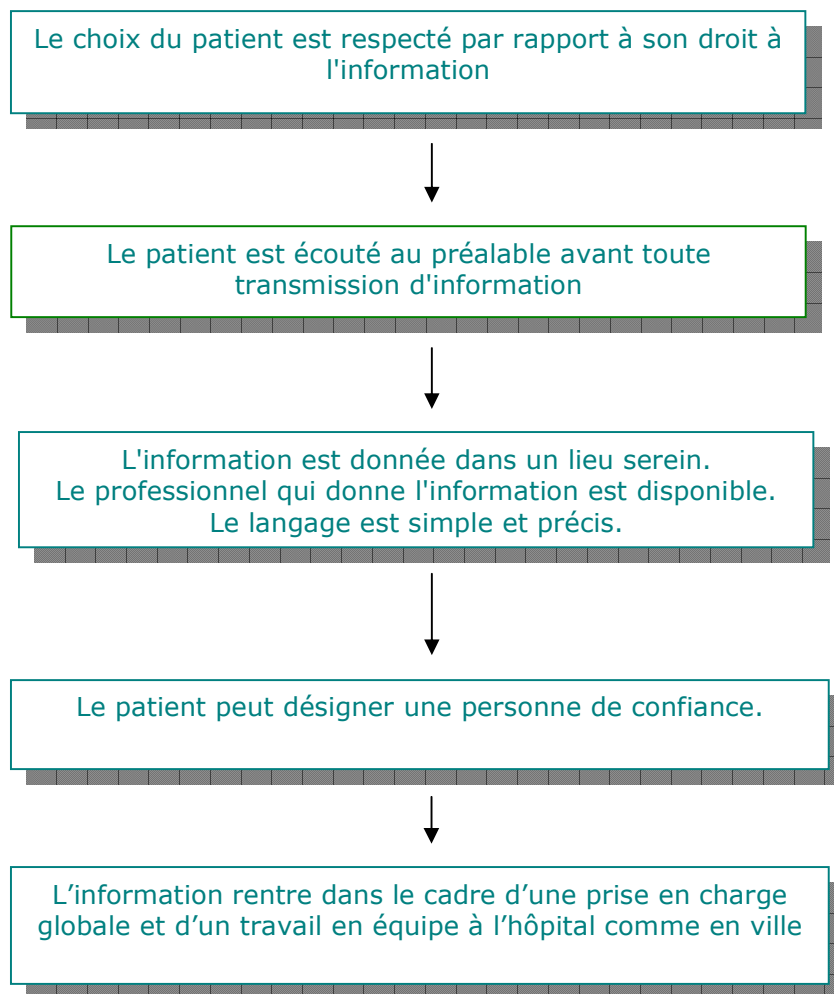 Le choix du patient est respecté par rapport à son droit à
l'information
Le patient est écouté au préalable avant toute
transmission d'information
L'information est donnée dans un lieu serein.
Le professionnel qui donne l'information est disponible.
Le langage est simple et précis.
Le patient peut désigner une personne de confiance.
L’information rentre dans le cadre d’une prise en charge
globale et d’un travail en équipe à l’hôpital comme en ville